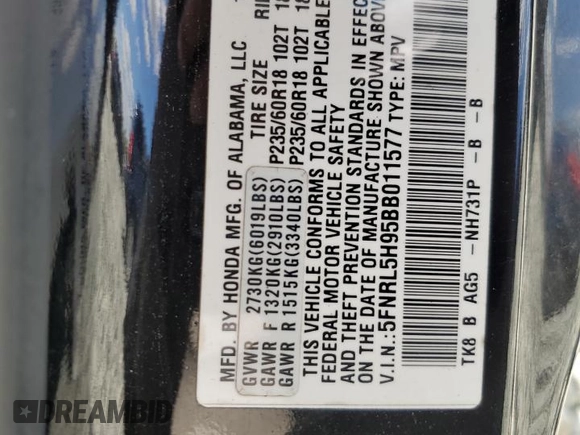 MFD. BY HONDA MFG. OF ALABAMA, LLC
TIRE SIZE
GVWR 2730KG(6019LBS)
GAWR F 1320KG(2910LBS) P235/60R18 102T
GAWR R 1515KG(3340LBS) P235/60R18 102T
THIS VEHICLE CONFORMS TO ALL APPLICABLE
FEDERAL MOTOR VEHICLE SAFETY
AND THEFT PREVENTION STANDARDS IN EFFECT
ON THE DATE OF MANUFACTURE SHOWN ABOVE
V.I.N.:5FNRL5H95BB011577 TYPE: MPV
TK8 B AG5 - NH731P - B - B
DREAMBID